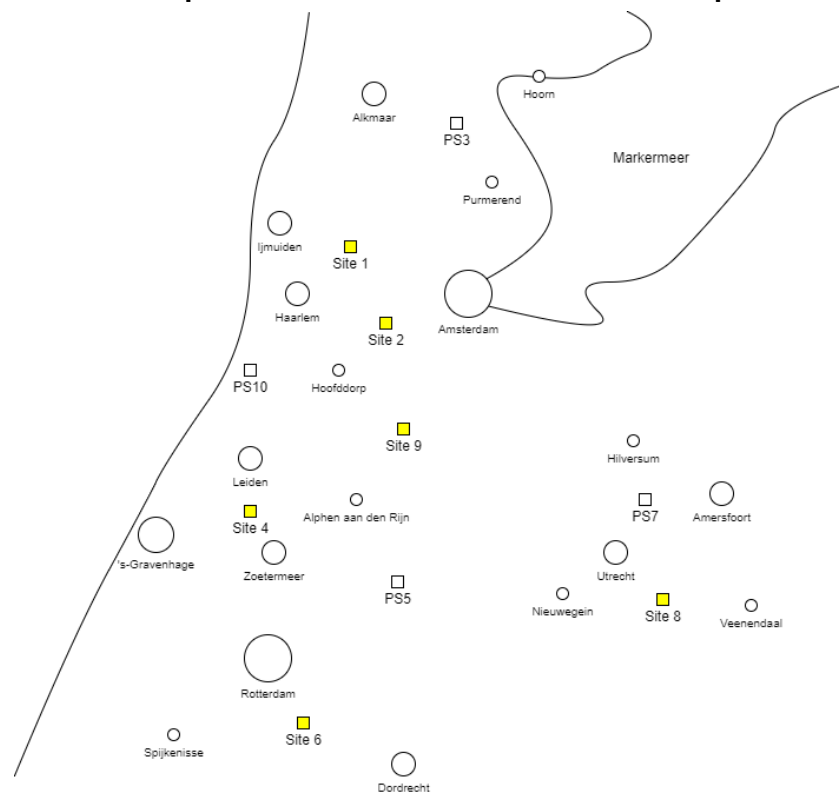 Hoorn
Alkmaar
PS3
Markermeer
Purmerend
Ijmuiden
Site 1
Haarlem
Amsterdam
Site 2
PS10
Hoofddorp
Site 9
Hilversum
Leiden
Alphen aan den Rijn
PS7
Amersfoort
Site 4
's-Gravenhage
Zoetermeer
Utrecht
PS5
Nieuwegein
Site 8
Veenendaal
Rotterdam
Site 6
Spijkenisse
Dordrecht